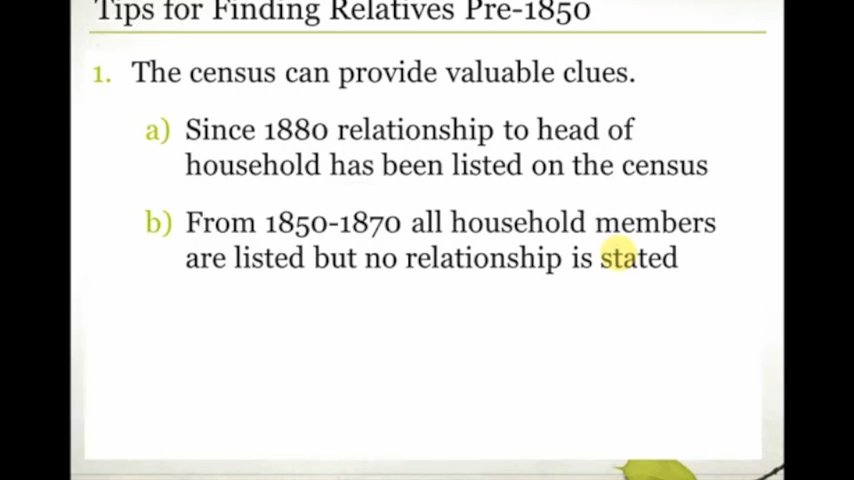 Tips for Finding Relatives Pre-1850
1. The census can provide valuable clues.
a) Since 1880 relationship to head of
household has been listed on the census
b) From 1850-1870 all household members
are listed but no relationship is stated